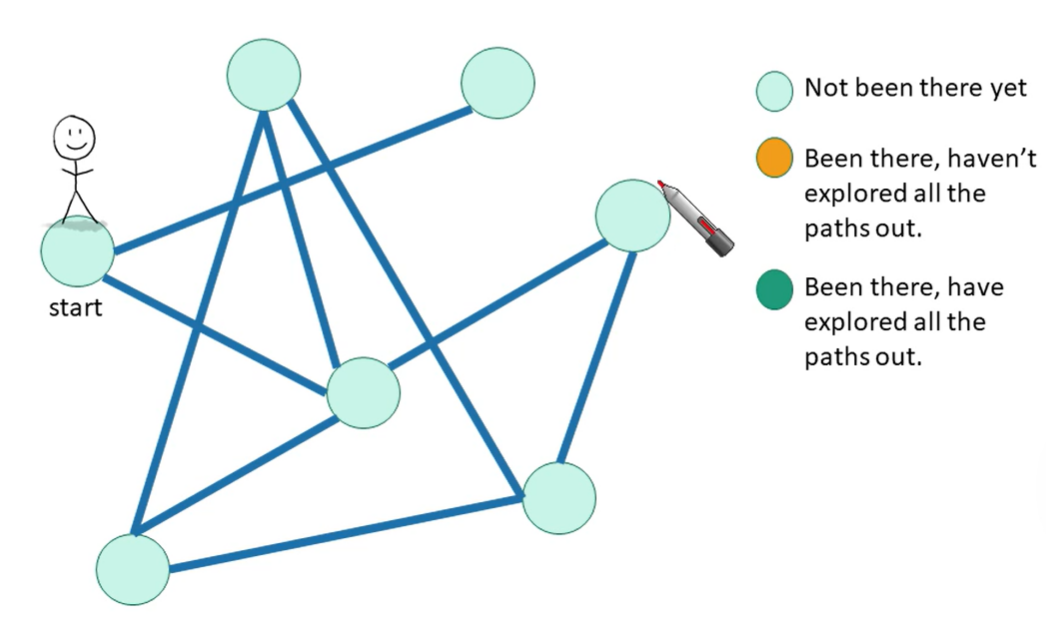 Not been there yet
Been there, haven't
explored all the
paths out.
Been there, have
explored all the
paths out.
start